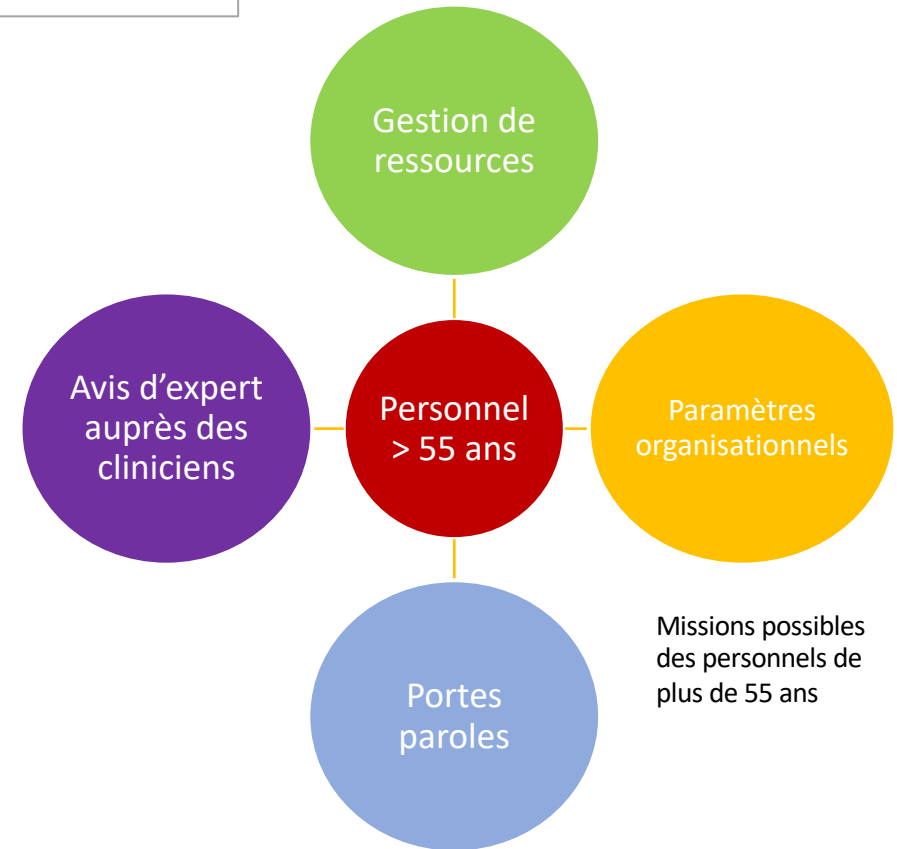 Gestion de
ressources
Avis d’expert
auprès des
cliniciens
Personnel
> 55 ans
Paramètres
organisationnels
Portes
paroles
Missions possibles
des personnels de
plus de 55 ans